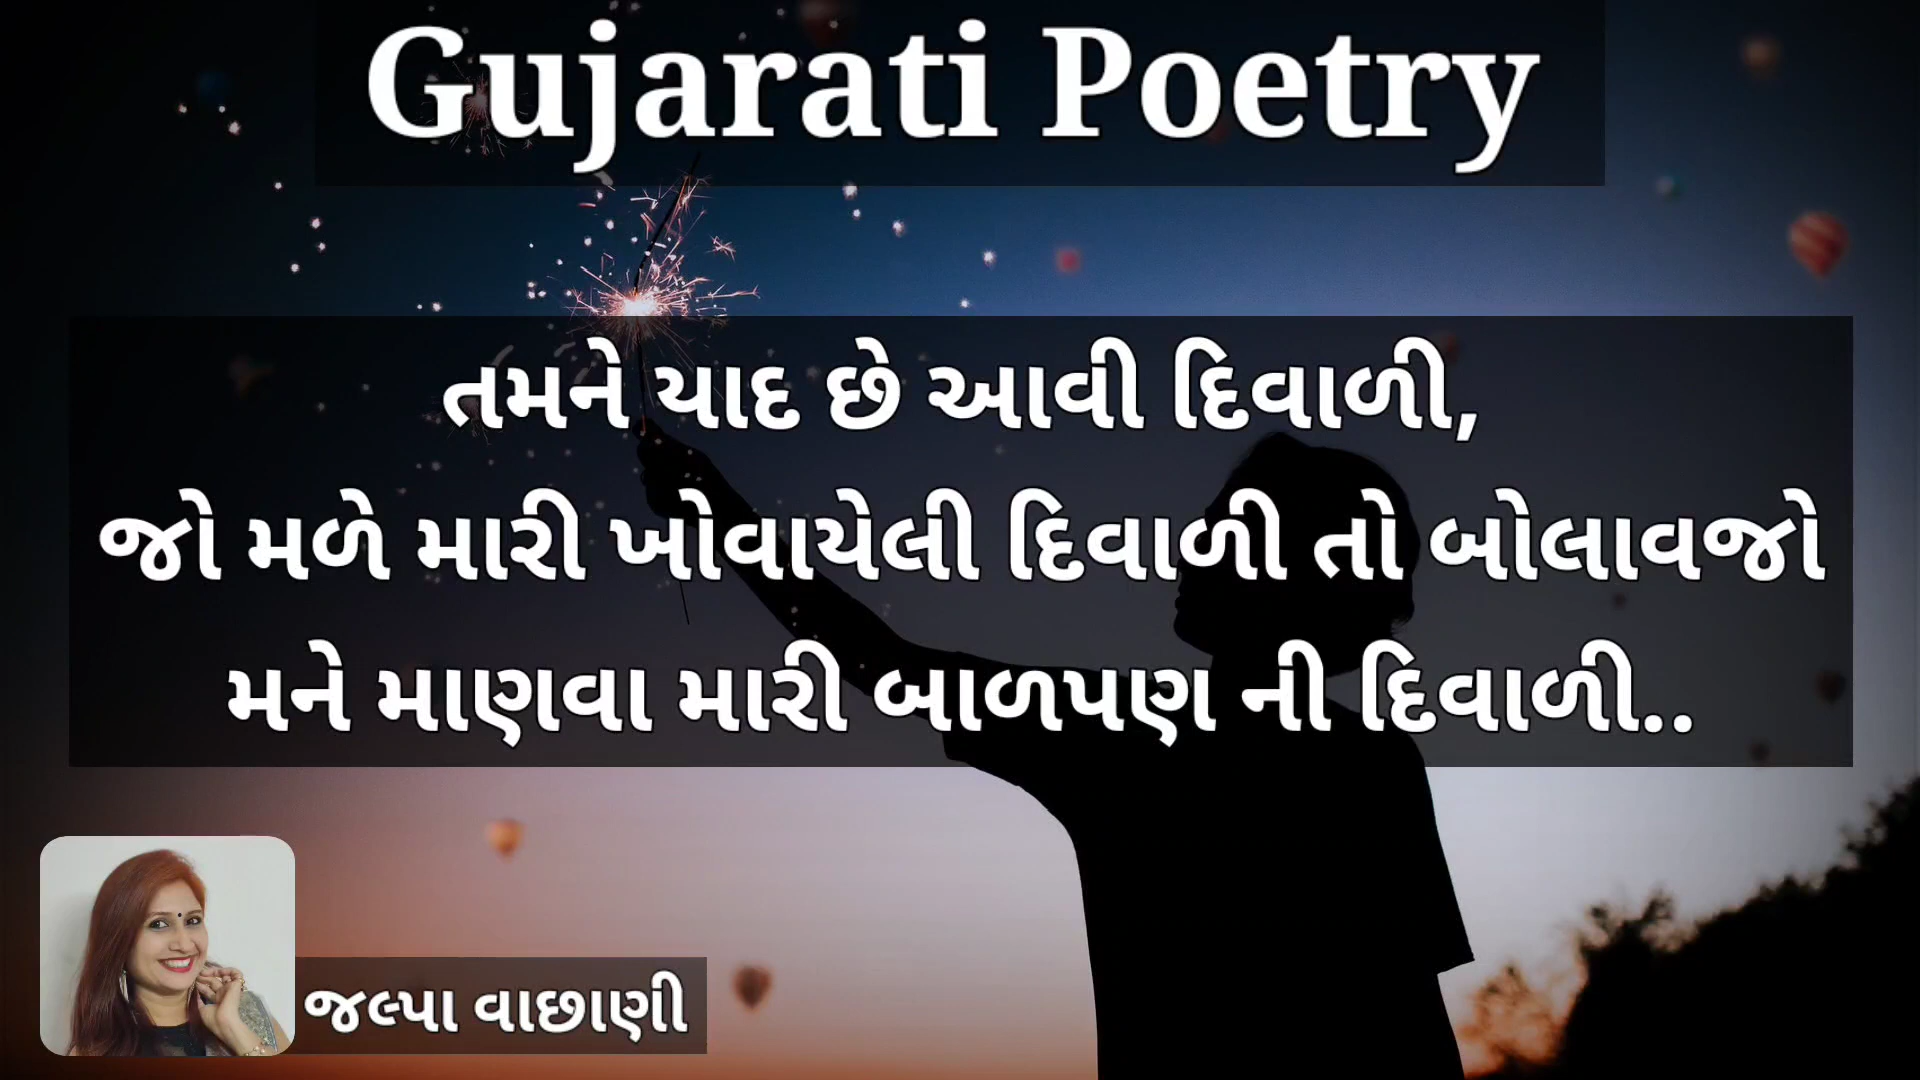 Gujarati Poetry
તમને યાદ છે આવી દિવાળી,
જો મળે મારી ખોવાયેલી દિવાળી તો બોલાવજો
મને માણવા મારી બાળપણ ની દિવાળી..
જલ્પા વાછાણી